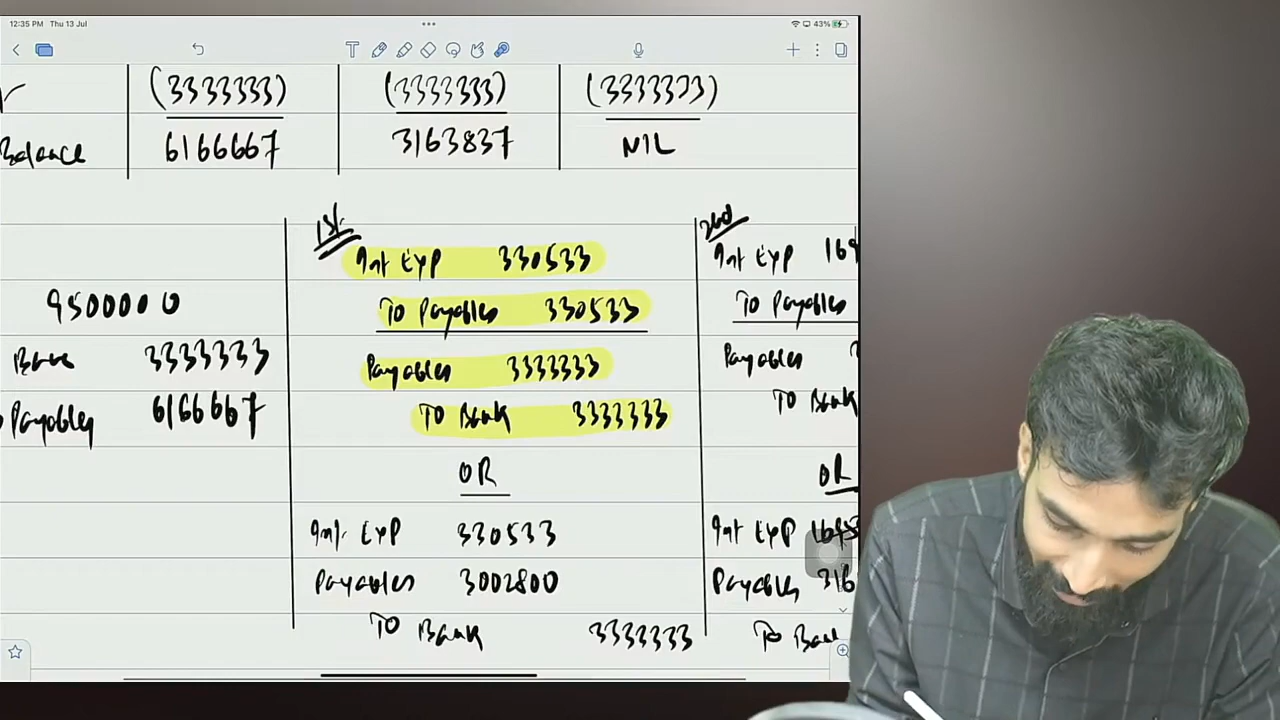 12:35 PM Thu 13 Jul
43%
(3333333) (3333333) (3333333)
Balance 6166667 3163837 NIL
1st
Int Exp 330533
To Payables 330533
Payables 3333333
To Bank 3333333
OR
Int. Exp 330533
Payables 3002800
To Bank 3333333
9500000
Bank 3333333
Payables 6166667
2nd
Int Exp 169
To Payables
Payables
To Bank
OR
Int Exp
Payables 316
To Bank